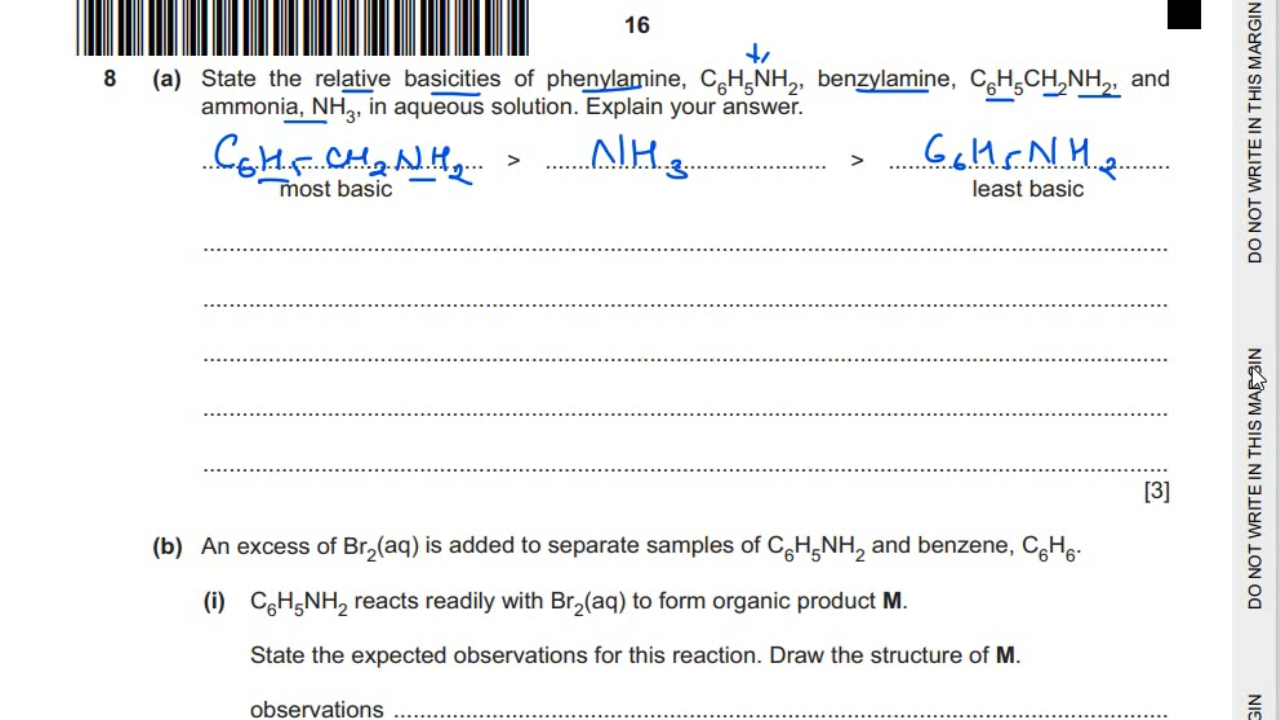 16
8 (a) State the relative basicities of phenylamine, C₆H₅NH₂, benzylamine, C₆H₅CH₂NH₂, and
ammonia, NH₃, in aqueous solution. Explain your answer.
C₆H₅CH₂NH₂ > NH₃ > C₆H₅NH₂
most basic least basic
[3]
(b) An excess of Br₂(aq) is added to separate samples of C₆H₅NH₂ and benzene, C₆H₆.
(i) C₆H₅NH₂ reacts readily with Br₂(aq) to form organic product M.
State the expected observations for this reaction. Draw the structure of M.
observations
DO NOT WRITE IN THIS MARGIN
DO NOT WRITE IN THIS MARGIN
GIN